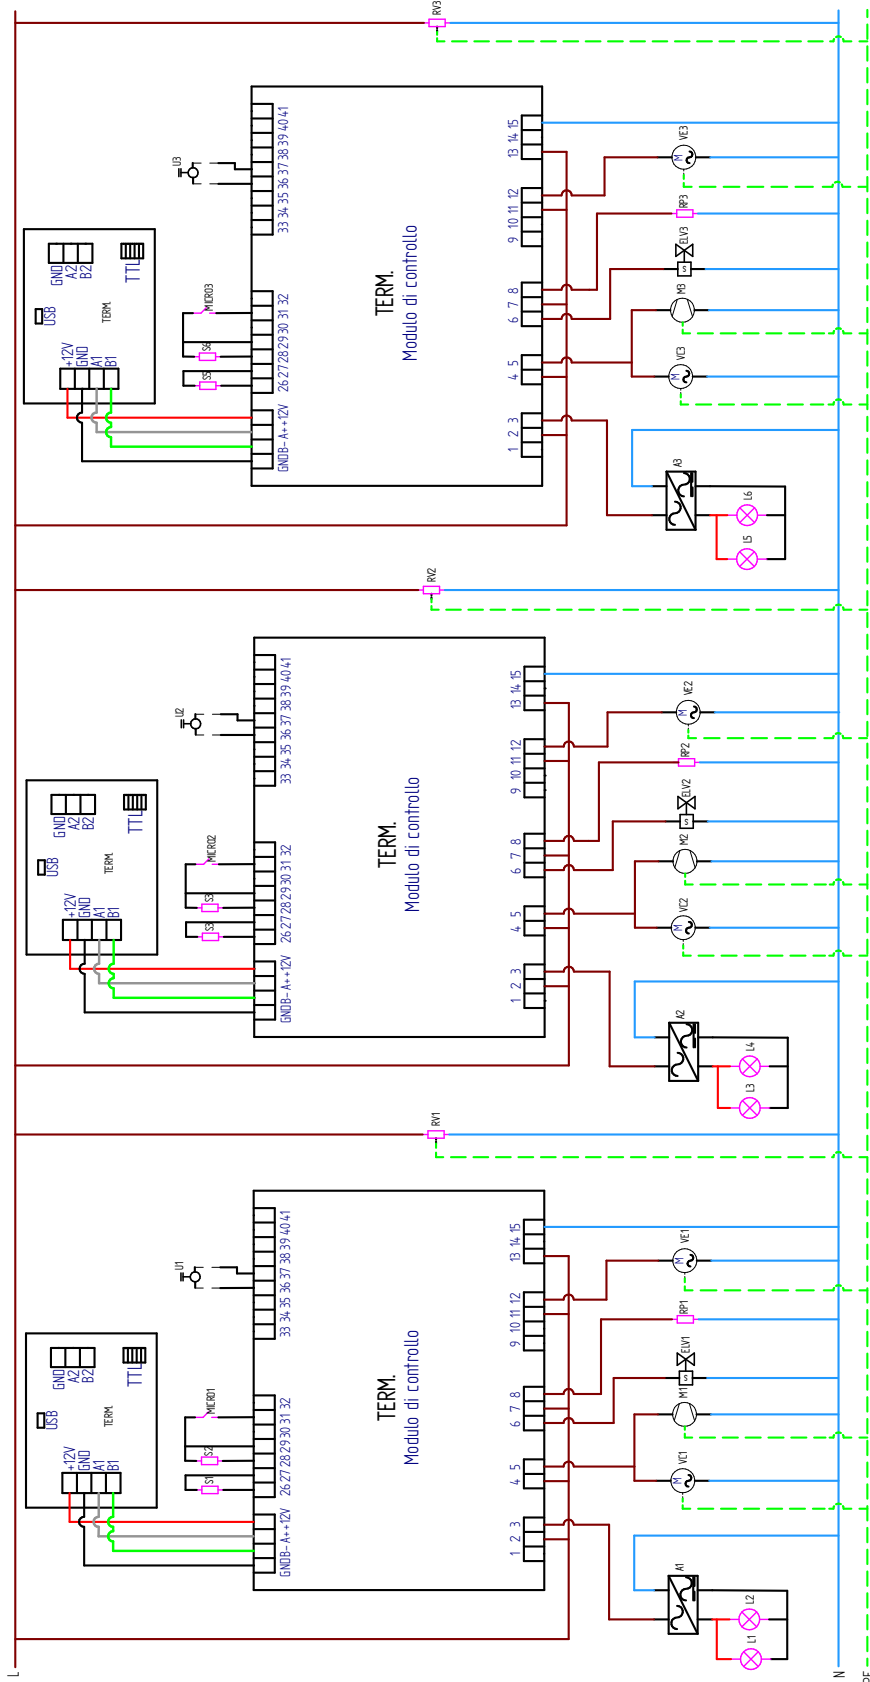 L
USB
TERM.
GND
A2
B2
TTL
+12V
GND
A1
B1
S1
S2
MICRO1
U1
GND B- A+ +12V
26 27 28 29 30 31 32
33 34 35 36 37 38 39 40 41
TERM.
Modulo di controllo
1 2 3
4 5
6 7 8
9 10 11 12
13 14 15
RV1
A1
L1
L2
VC1
M1
ELV1
RP1
VE1
USB
TERM.
GND
A2
B2
TTL
+12V
GND
A1
B1
S3
S3
MICRO2
U2
GND B- A+ +12V
26 27 28 29 30 31 32
33 34 35 36 37 38 39 40 41
TERM.
Modulo di controllo
1 2 3
4 5
6 7 8
9 10 11 12
13 14 15
RV2
A2
L3
L4
VC2
M2
ELV2
RP2
VE2
USB
TERM.
GND
A2
B2
TTL
+12V
GND
A1
B1
S5
S6
MICRO3
U3
GND B- A+ +12V
26 27 28 29 30 31 32
33 34 35 36 37 38 39 40 41
TERM.
Modulo di controllo
1 2 3
4 5
6 7 8
9 10 11 12
13 14 15
RV3
A3
L5
L6
VC3
M3
ELV3
RP3
VE3
M
M
S
M
M
S
M
M
S
N
PE